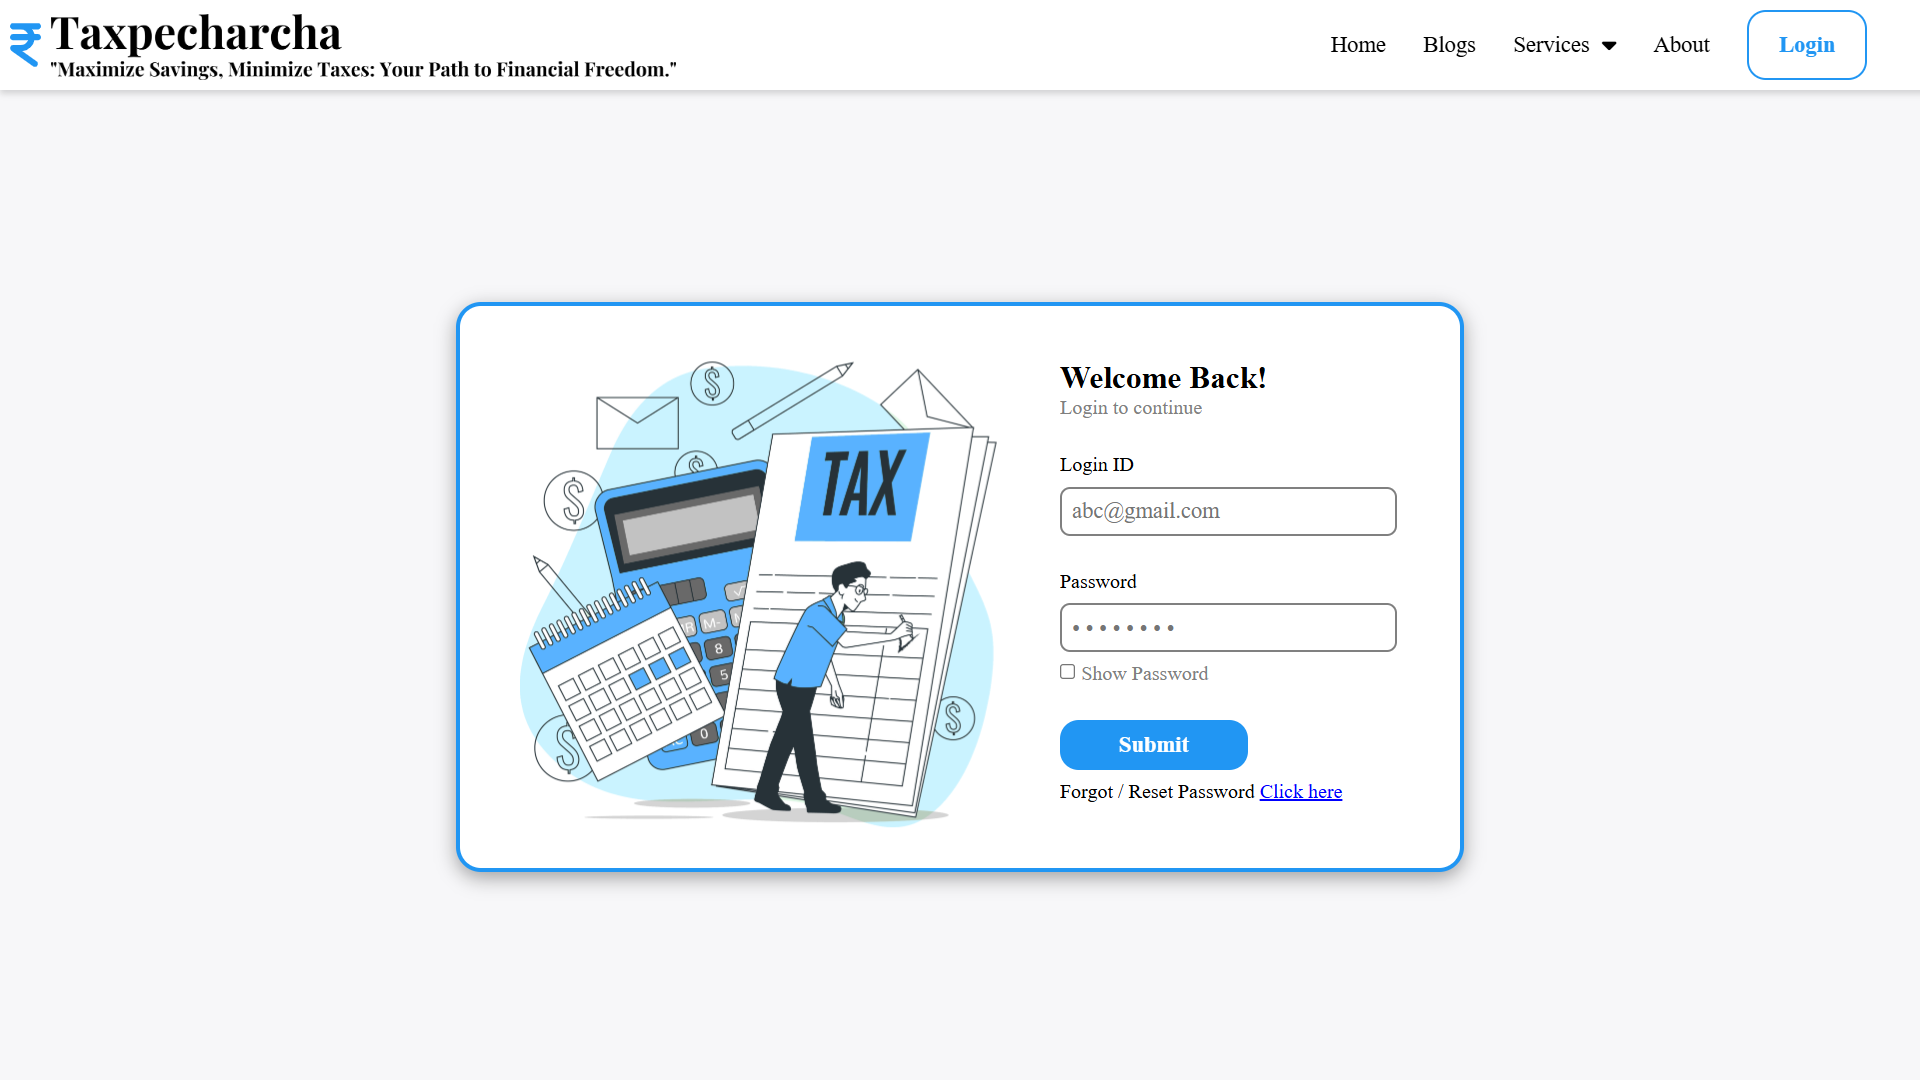 Taxpecharcha
"Maximize Savings, Minimize Taxes: Your Path to Financial Freedom."
Home
Blogs
Services
About
Login
TAX
M-
8
5
0
Welcome Back!
Login to continue
Login ID
abc@gmail.com
Password
Show Password
Submit
Forgot / Reset Password Click here